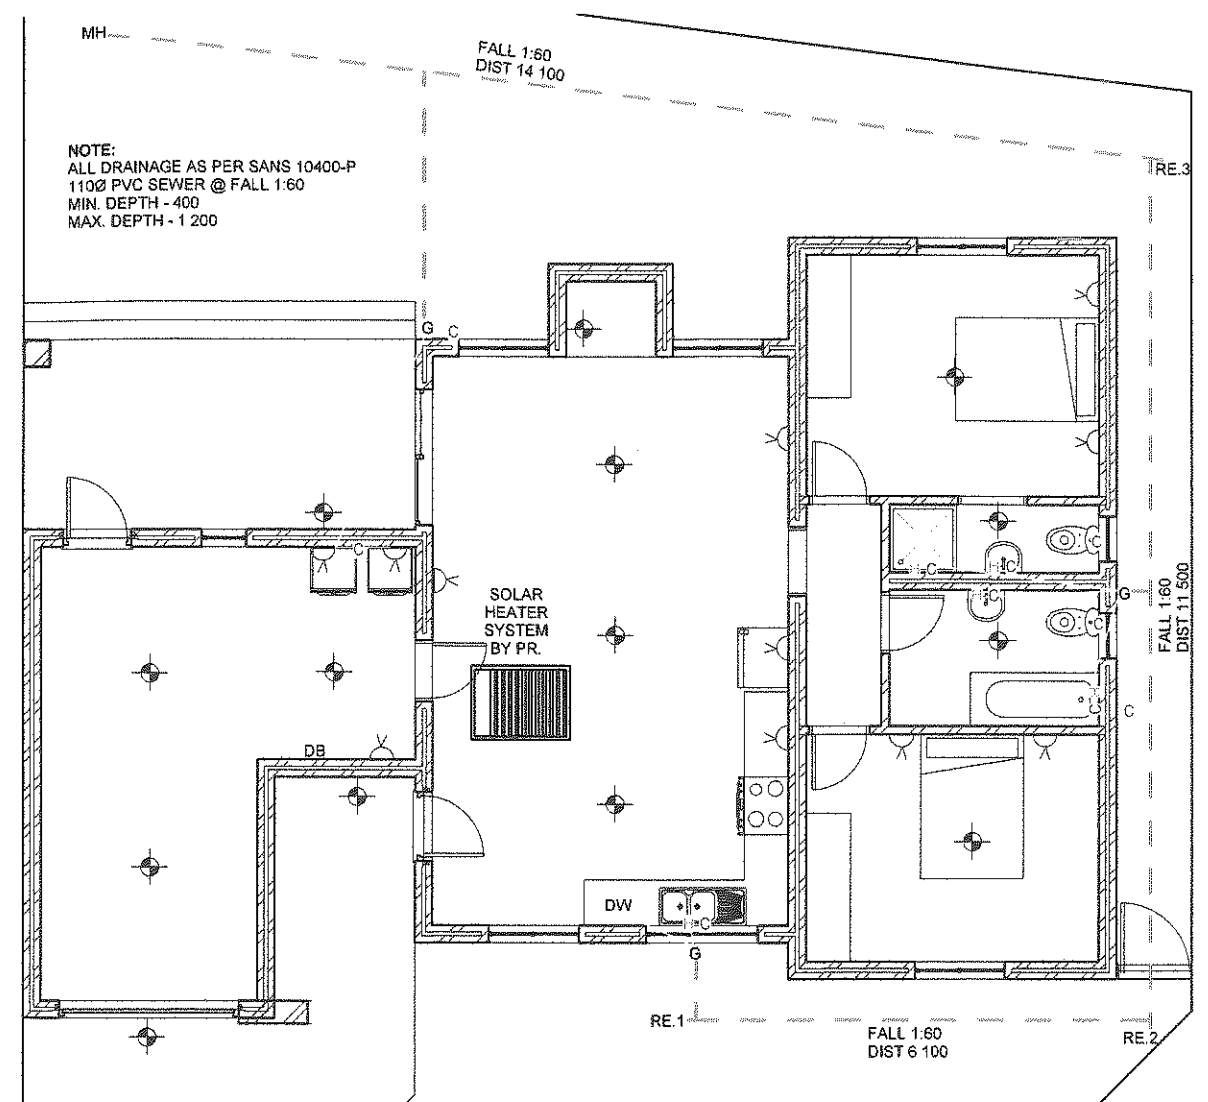 MH
FALL 1:60
DIST 14 100
NOTE:
ALL DRAINAGE AS PER SANS 10400-P
110Ø PVC SEWER @ FALL 1:60
MIN. DEPTH - 400
MAX. DEPTH - 1 200
RE.3
G
C
C
C
H C
H C
H C
C
G
FALL 1:60
DIST 11 500
SOLAR
HEATER
SYSTEM
BY PR.
H
C
C
DB
DW
H C
G
RE.1
FALL 1:60
DIST 6 100
RE.2